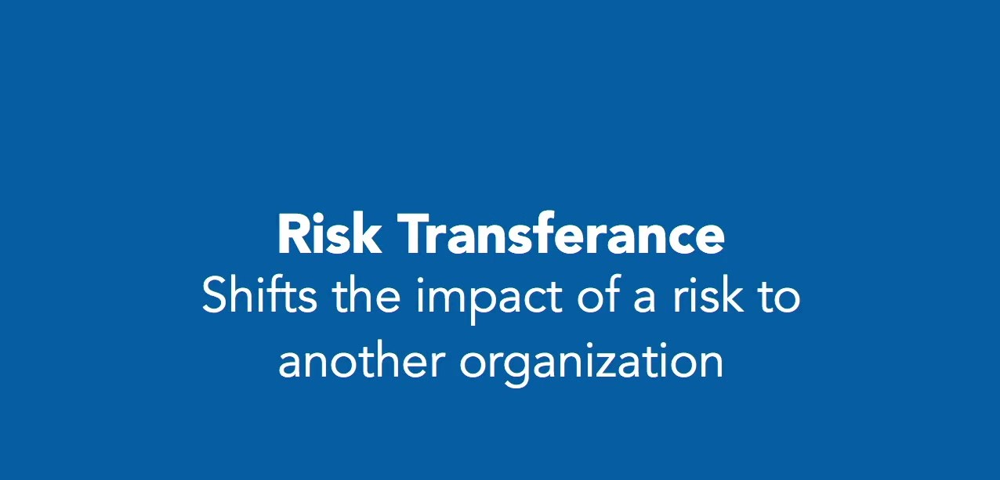 Risk Transferance
Shifts the impact of a risk to
another organization